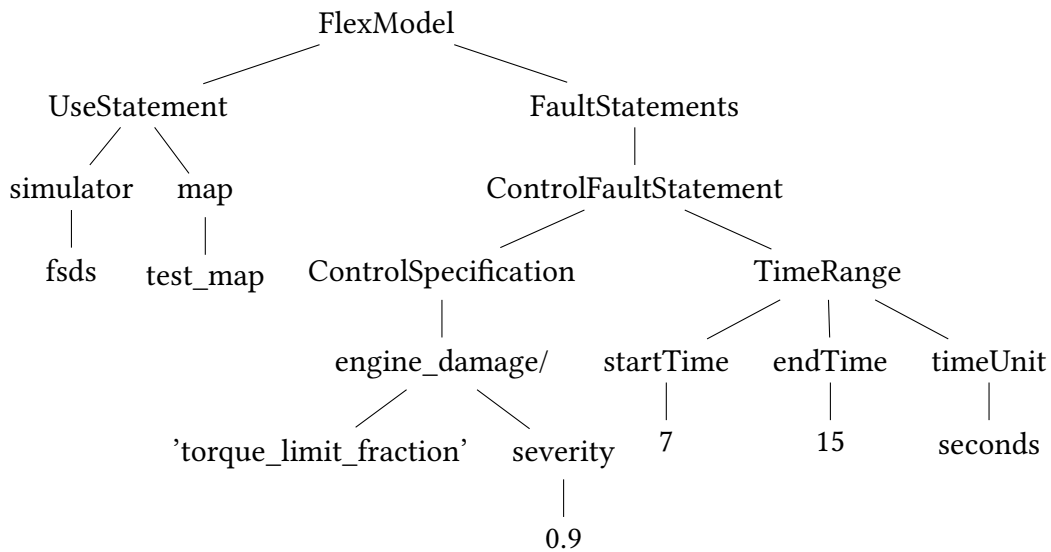 FlexModel
UseStatement FaultStatements
simulator map ControlFaultStatement
fsds test_map ControlSpecification TimeRange
engine_damage/ startTime endTime timeUnit
’torque_limit_fraction’ severity 7 15 seconds
0.9